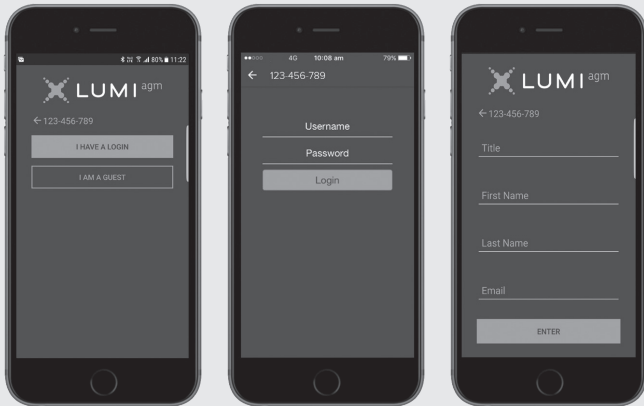 80% 11:22
LUMI agm
123-456-789
I HAVE A LOGIN
I AM A GUEST
4G 10:08 am 79%
123-456-789
Username
Password
Login
LUMI agm
123-456-789
Title
First Name
Last Name
Email
ENTER